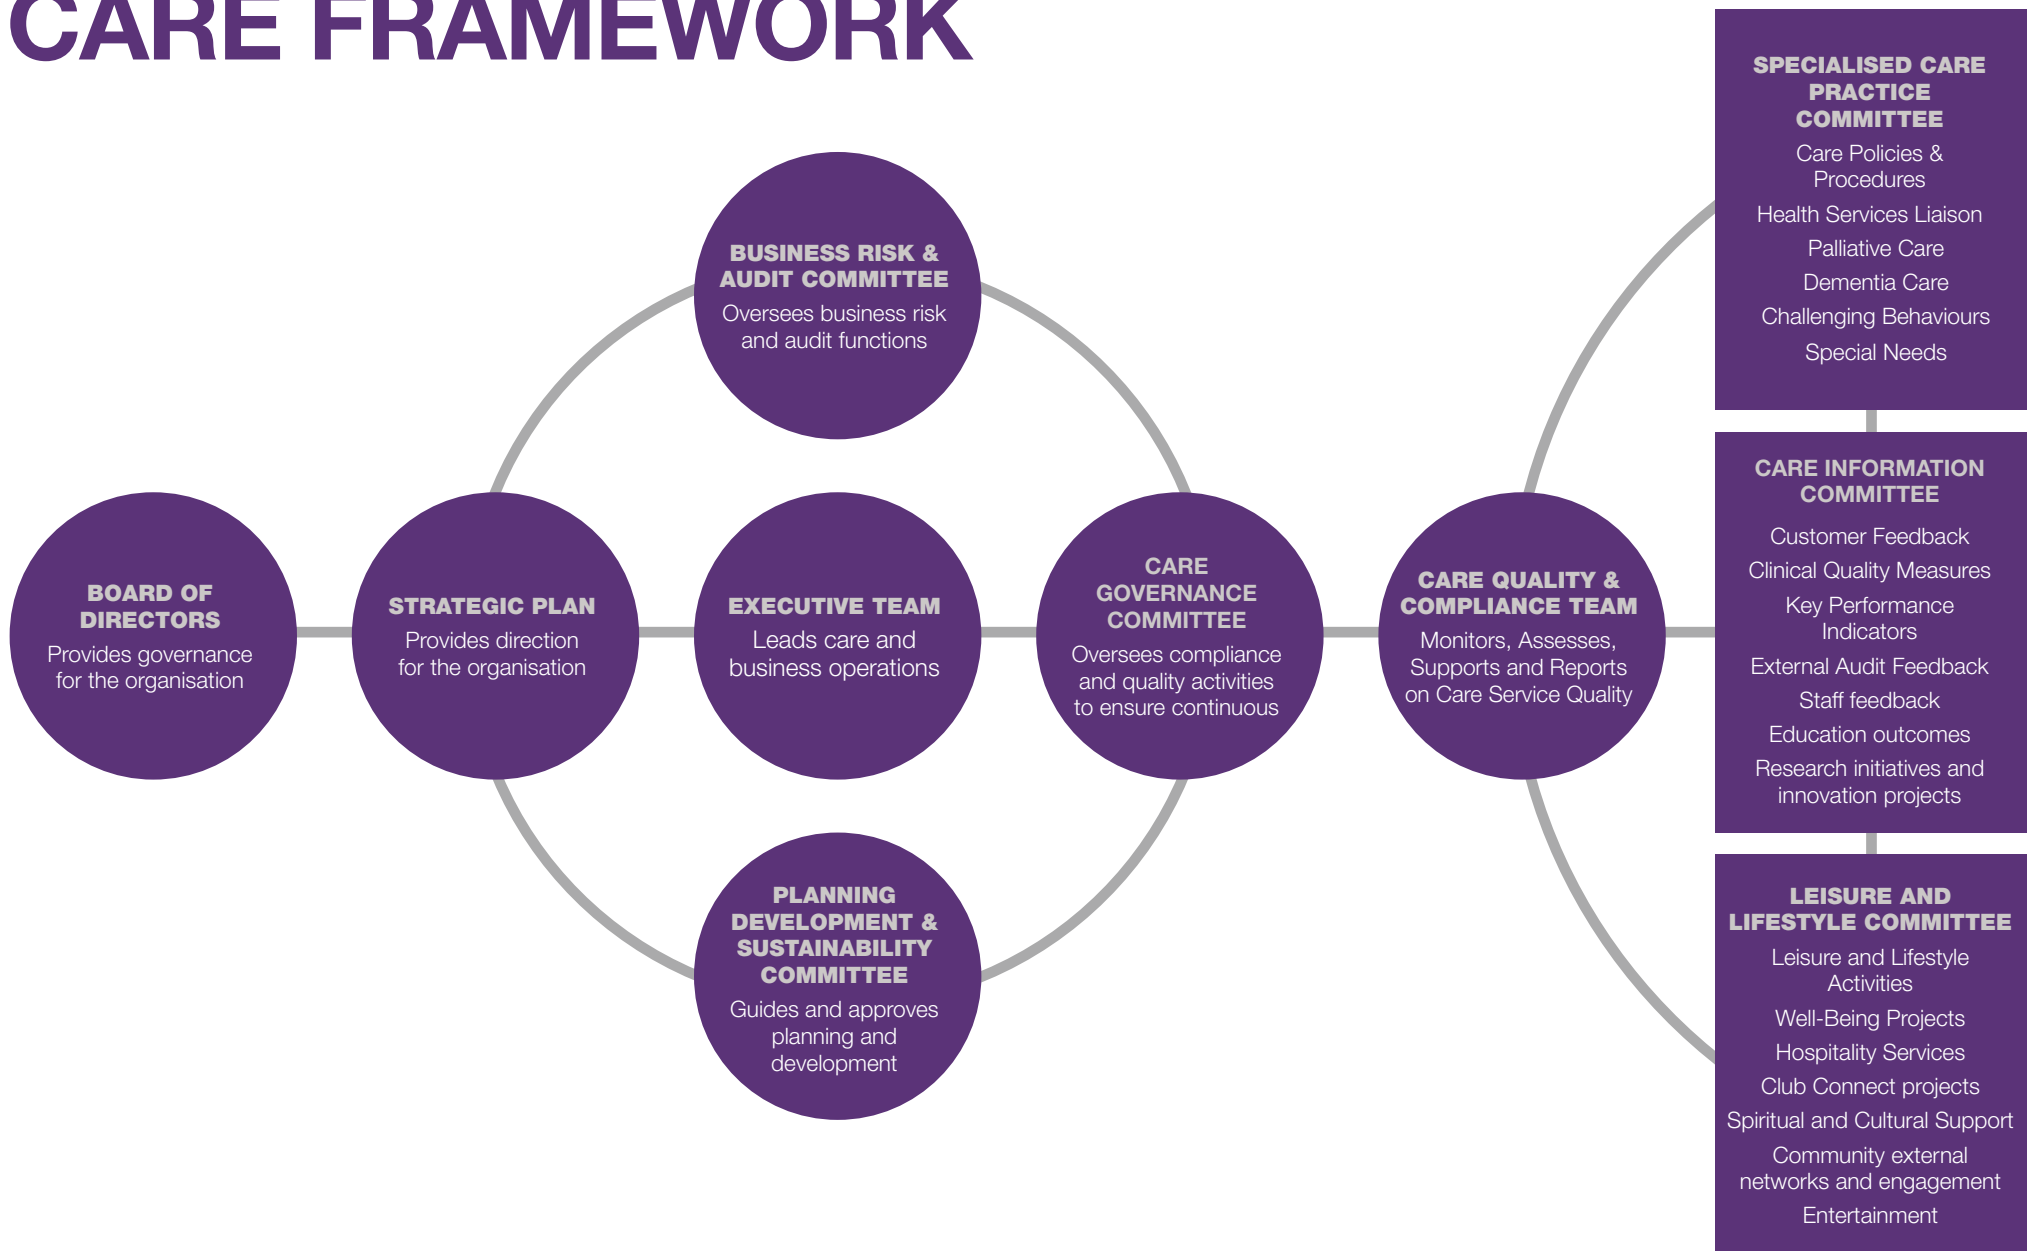 CARE FRAMEWORK
BOARD OF
DIRECTORS
Provides governance
for the organisation
STRATEGIC PLAN
Provides direction
for the organisation
BUSINESS RISK &
AUDIT COMMITTEE
Oversees business risk
and audit functions
EXECUTIVE TEAM
Leads care and
business operations
PLANNING
DEVELOPMENT &
SUSTAINABILITY
COMMITTEE
Guides and approves
planning and
development
CARE
GOVERNANCE
COMMITTEE
Oversees compliance
and quality activities
to ensure continuous
CARE QUALITY &
COMPLIANCE TEAM
Monitors, Assesses,
Supports and Reports
on Care Service Quality
SPECIALISED CARE
PRACTICE
COMMITTEE
Care Policies &
Procedures
Health Services Liaison
Palliative Care
Dementia Care
Challenging Behaviours
Special Needs
CARE INFORMATION
COMMITTEE
Customer Feedback
Clinical Quality Measures
Key Performance
Indicators
External Audit Feedback
Staff feedback
Education outcomes
Research initiatives and
innovation projects
LEISURE AND
LIFESTYLE COMMITTEE
Leisure and Lifestyle
Activities
Well-Being Projects
Hospitality Services
Club Connect projects
Spiritual and Cultural Support
Community external
networks and engagement
Entertainment